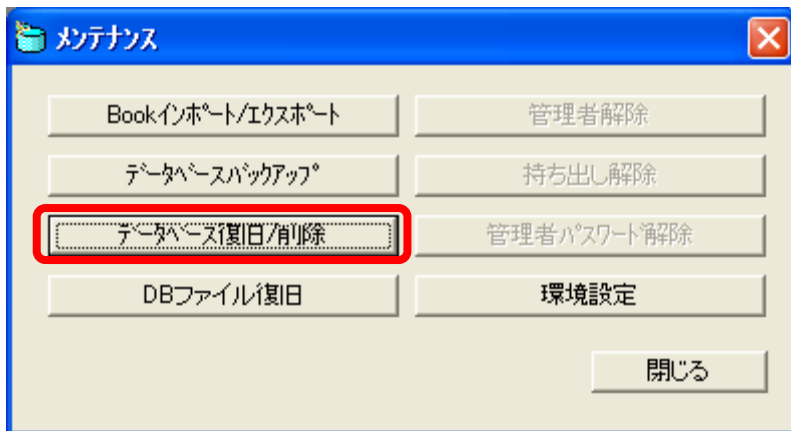 メンテナンス
Bookインポート/エクスポート
管理者解除
データベースバックアップ
持ち出し解除
データベース復旧/削除
管理者パスワード解除
DBファイル復旧
環境設定
閉じる